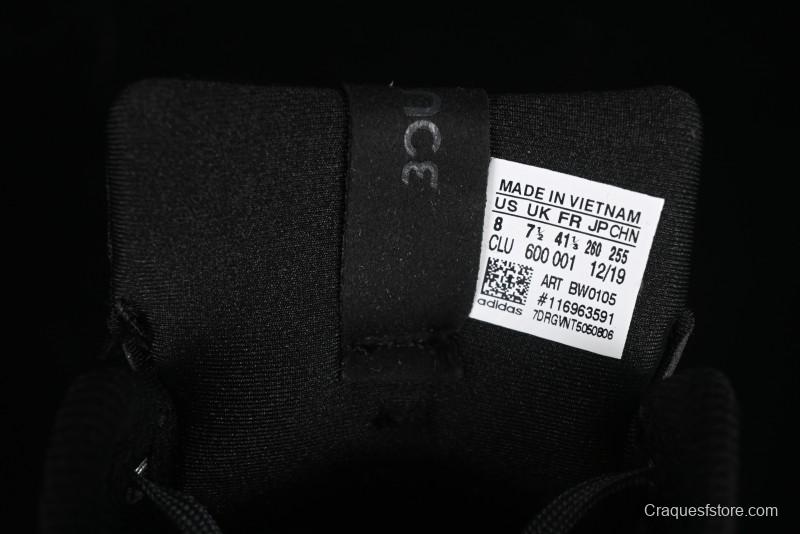 NCE
MADE IN VIETNAM
US UK FR JP CHN
8 7½ 41⅓ 260 255
CLU 600 001 12/19
ART BW0105
#116963591
adidas 7DRGVNT5050806
Craquesfstore.com